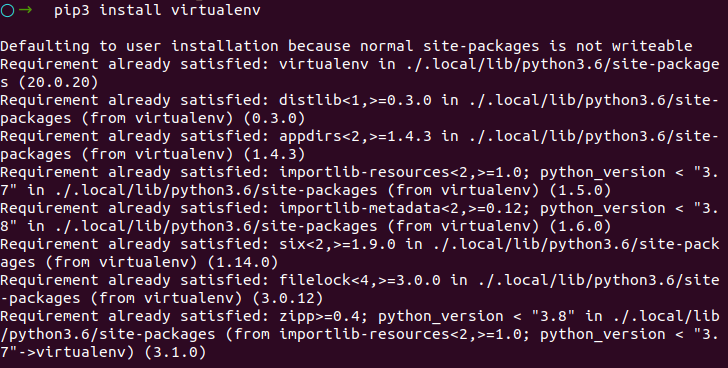 ○→ pip3 install virtualenv
Defaulting to user installation because normal site-packages is not writeable
Requirement already satisfied: virtualenv in ./.local/lib/python3.6/site-package
s (20.0.20)
Requirement already satisfied: distlib<1,>=0.3.0 in ./.local/lib/python3.6/site-
packages (from virtualenv) (0.3.0)
Requirement already satisfied: appdirs<2,>=1.4.3 in ./.local/lib/python3.6/site-
packages (from virtualenv) (1.4.3)
Requirement already satisfied: importlib-resources<2,>=1.0; python_version < "3.
7" in ./.local/lib/python3.6/site-packages (from virtualenv) (1.5.0)
Requirement already satisfied: importlib-metadata<2,>=0.12; python_version < "3.
8" in ./.local/lib/python3.6/site-packages (from virtualenv) (1.6.0)
Requirement already satisfied: six<2,>=1.9.0 in ./.local/lib/python3.6/site-pack
ages (from virtualenv) (1.14.0)
Requirement already satisfied: filelock<4,>=3.0.0 in ./.local/lib/python3.6/site
-packages (from virtualenv) (3.0.12)
Requirement already satisfied: zipp>=0.4; python_version < "3.8" in ./.local/lib
/python3.6/site-packages (from importlib-resources<2,>=1.0; python_version < "3.
7"->virtualenv) (3.1.0)